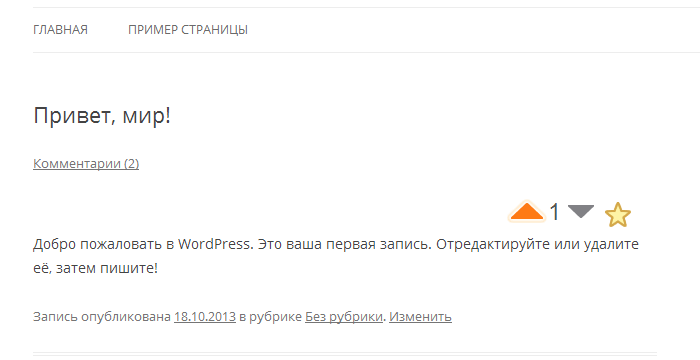 ГЛАВНАЯ ПРИМЕР СТРАНИЦЫ
Привет, мир!
Комментарии (2)
1
Добро пожаловать в WordPress. Это ваша первая запись. Отредактируйте или удалите
её, затем пишите!
Запись опубликована 18.10.2013 в рубрике Без рубрики. Изменить